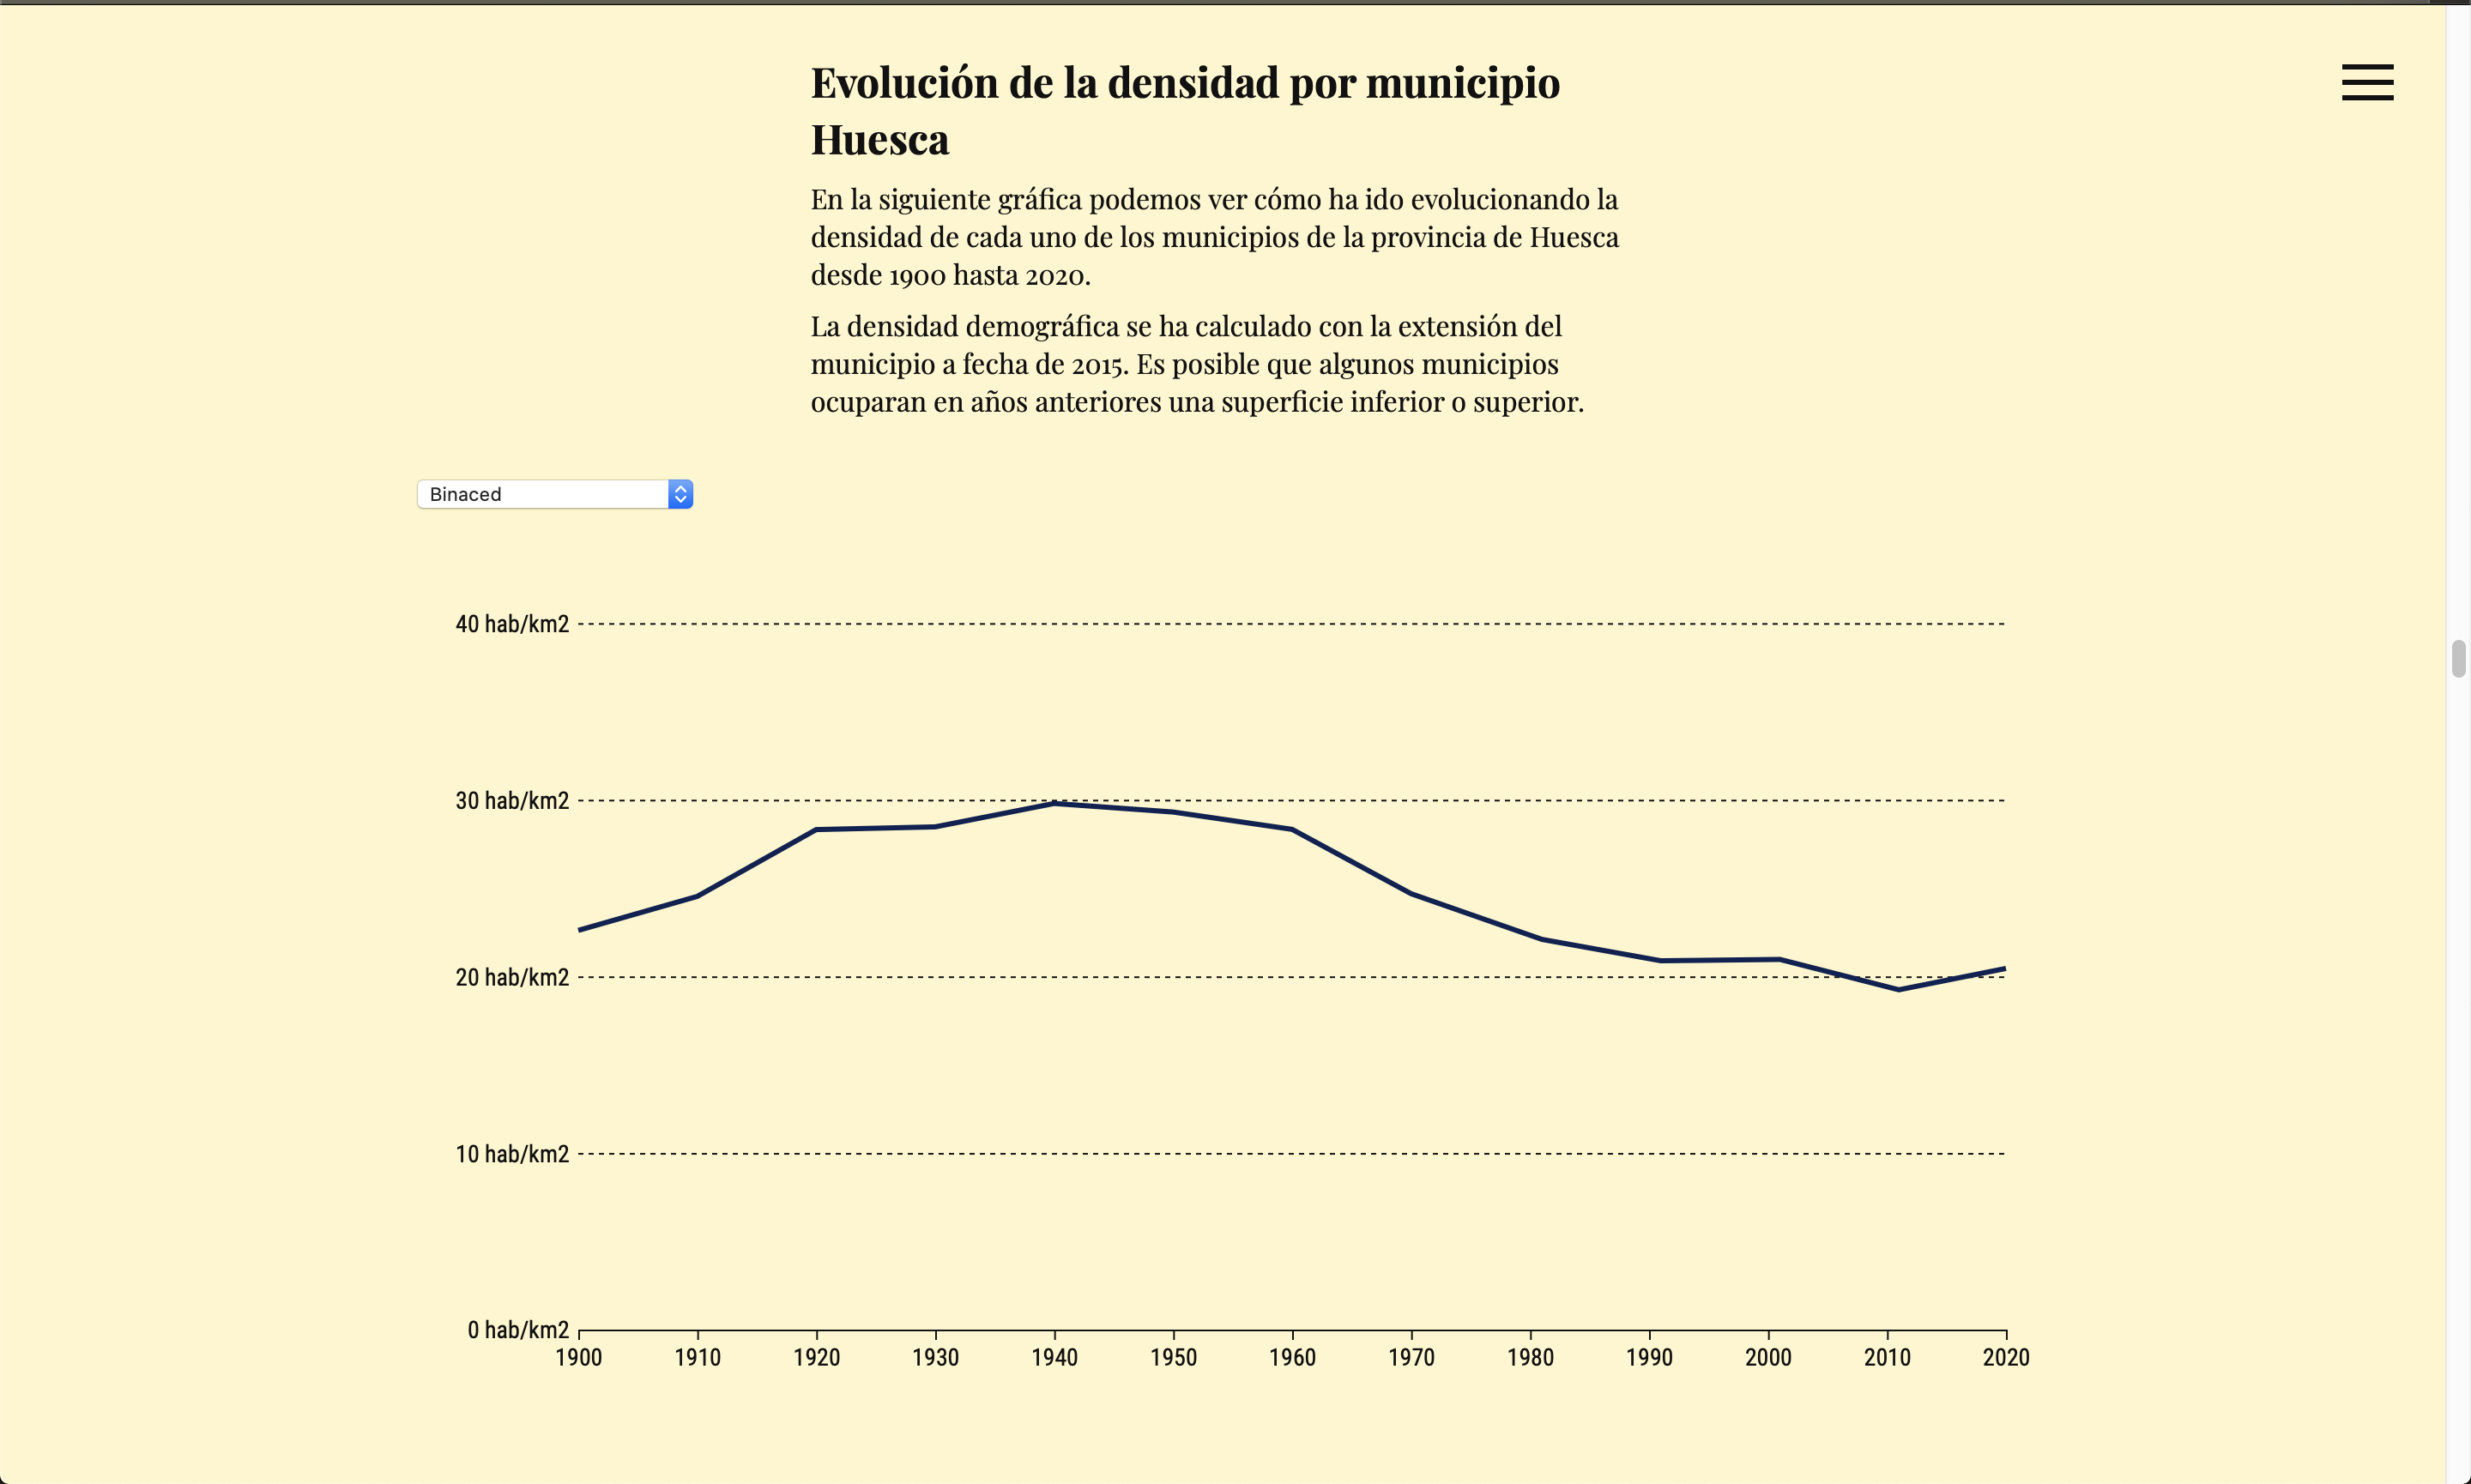 Evolución de la densidad por municipio
Huesca
En la siguiente gráfica podemos ver cómo ha ido evolucionando la
densidad de cada uno de los municipios de la provincia de Huesca
desde 1900 hasta 2020.
La densidad demográfica se ha calculado con la extensión del
municipio a fecha de 2015. Es posible que algunos municipios
ocuparan en años anteriores una superficie inferior o superior.
Binaced
40 hab/km2
30 hab/km2
20 hab/km2
10 hab/km2
0 hab/km2
1900 1910 1920 1930 1940 1950 1960 1970 1980 1990 2000 2010 2020